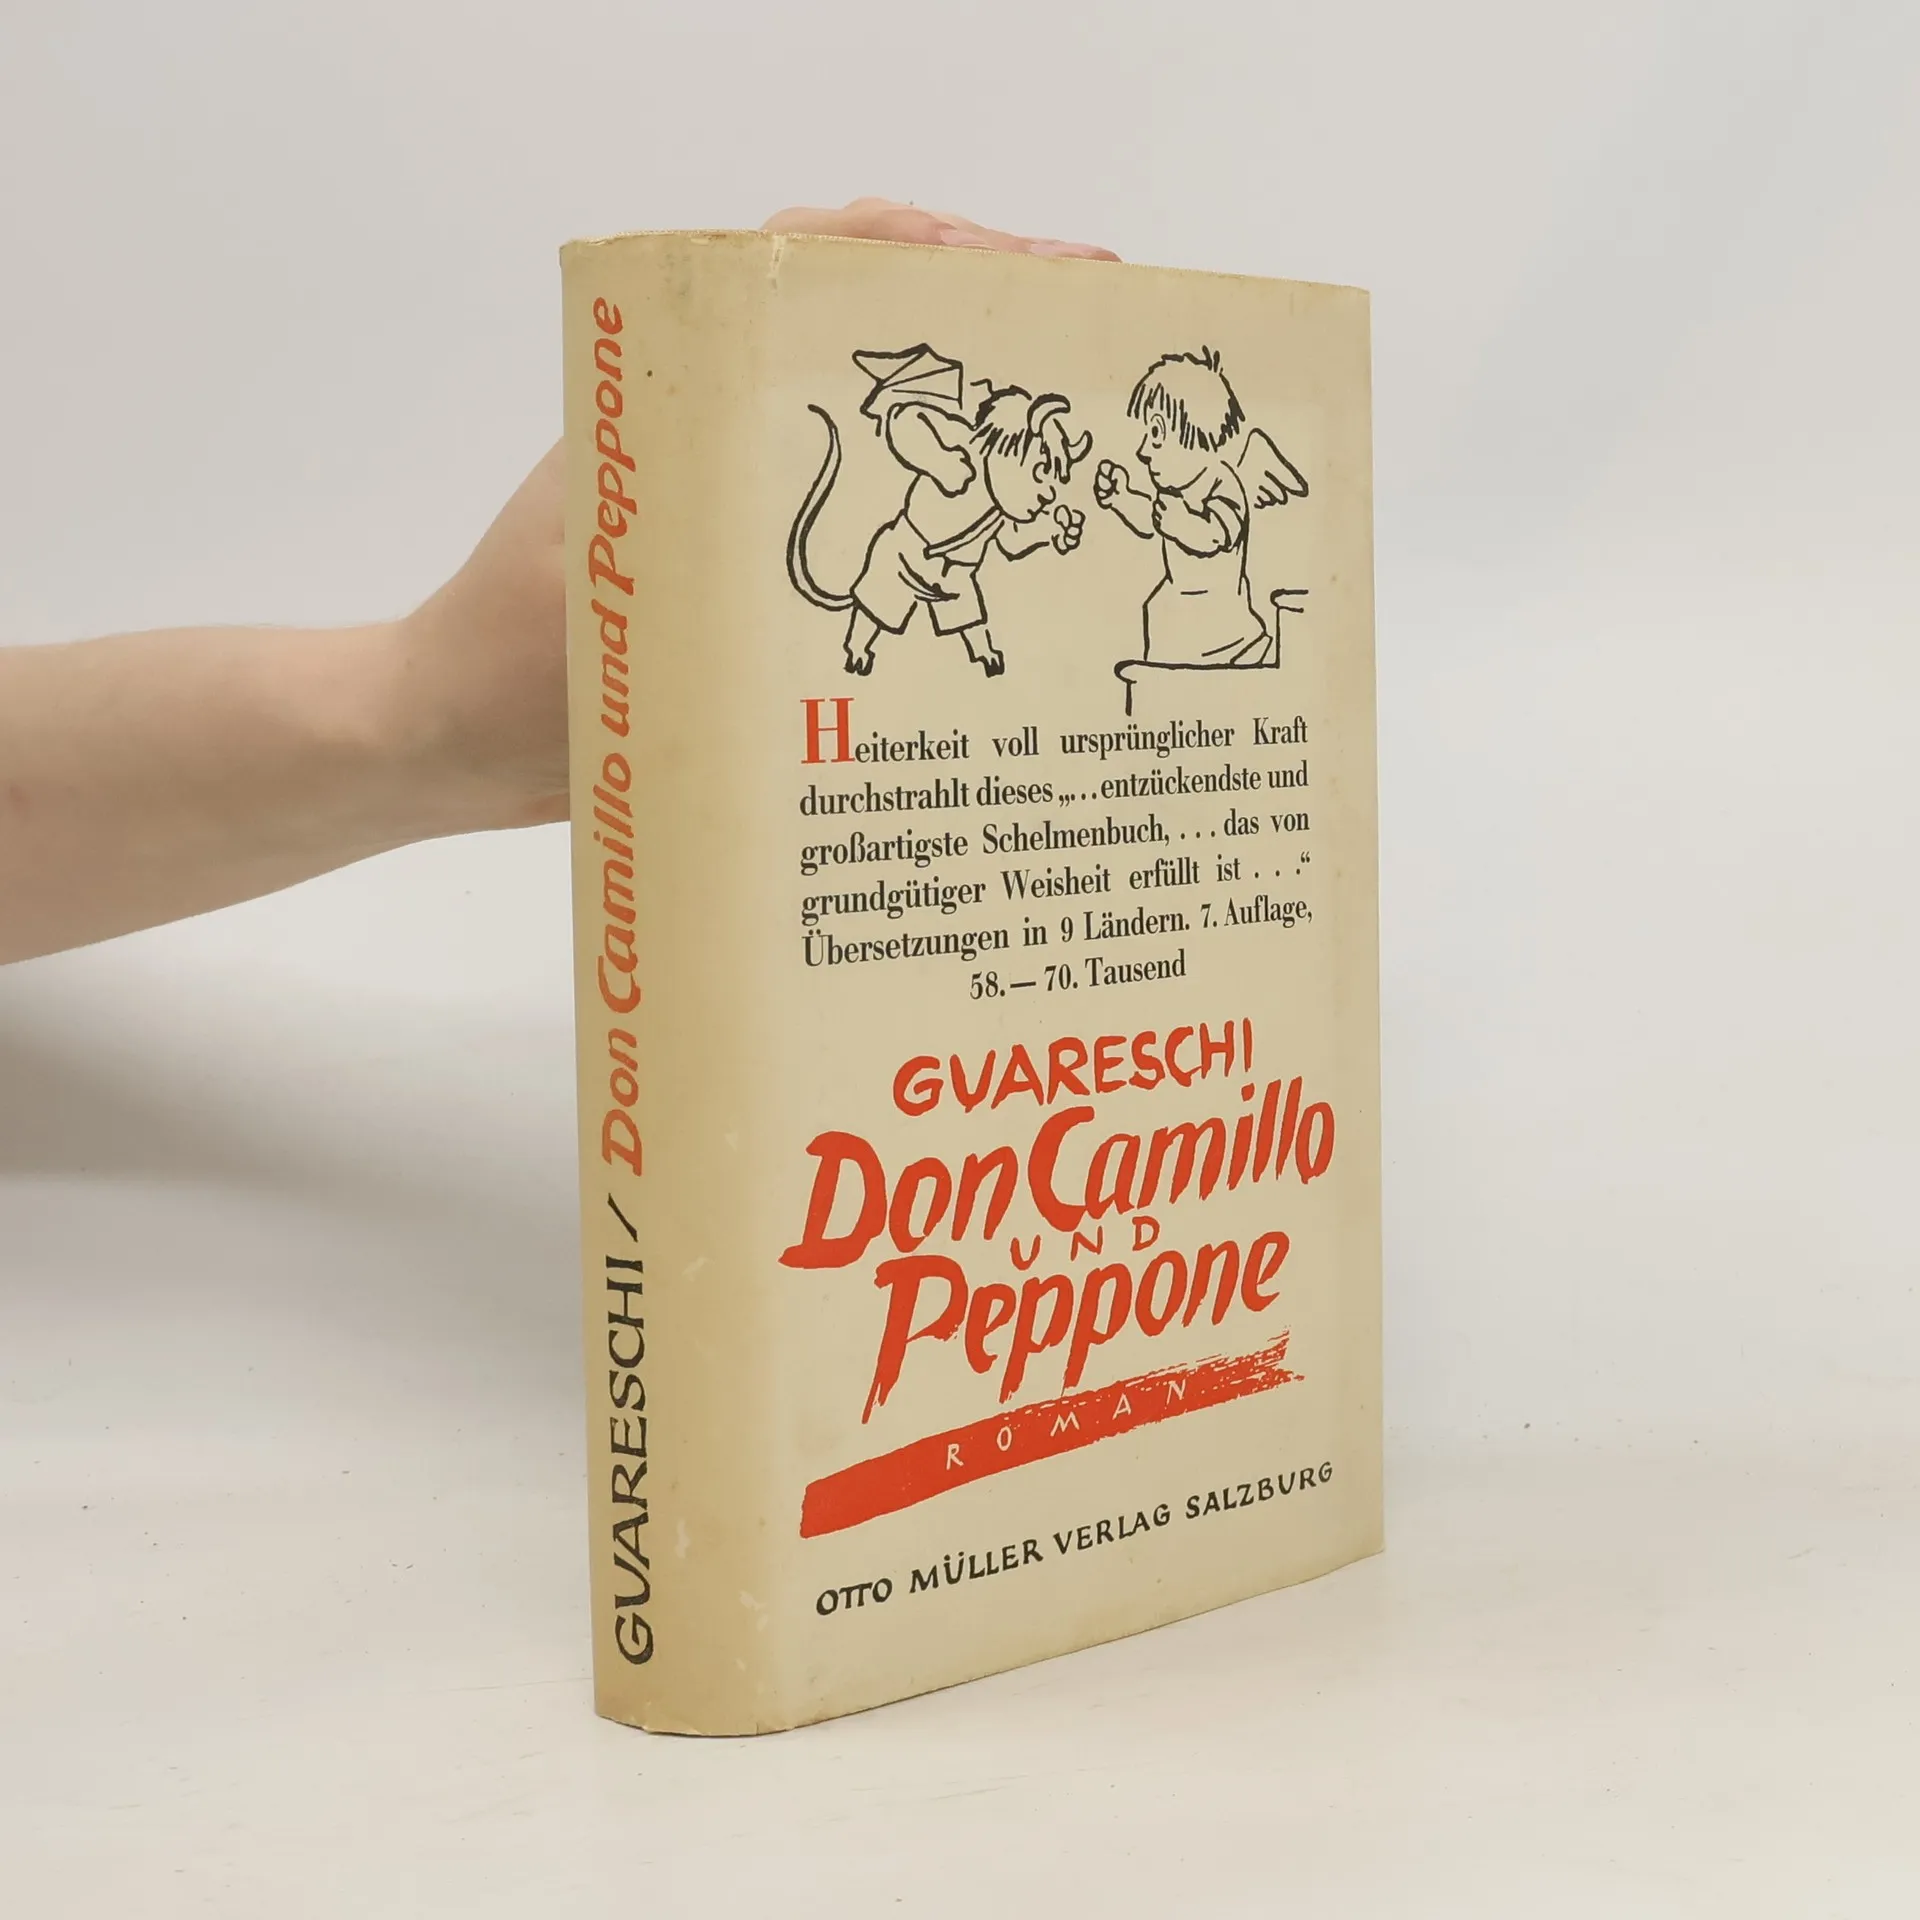 GUARESCHI / Don Camillo und Peppone
Heiterkeit voll ursprünglicher Kraft
durchstrahlt dieses „... entzückendste und
großartigste Schelmenbuch, ... das von
grundgütiger Weisheit erfüllt ist . . .“
Übersetzungen in 9 Ländern. 7. Auflage,
58.— 70. Tausend
GUARESCHI
Don Camillo
UND
Peppone
ROMAN
OTTO MÜLLER VERLAG SALZBURG